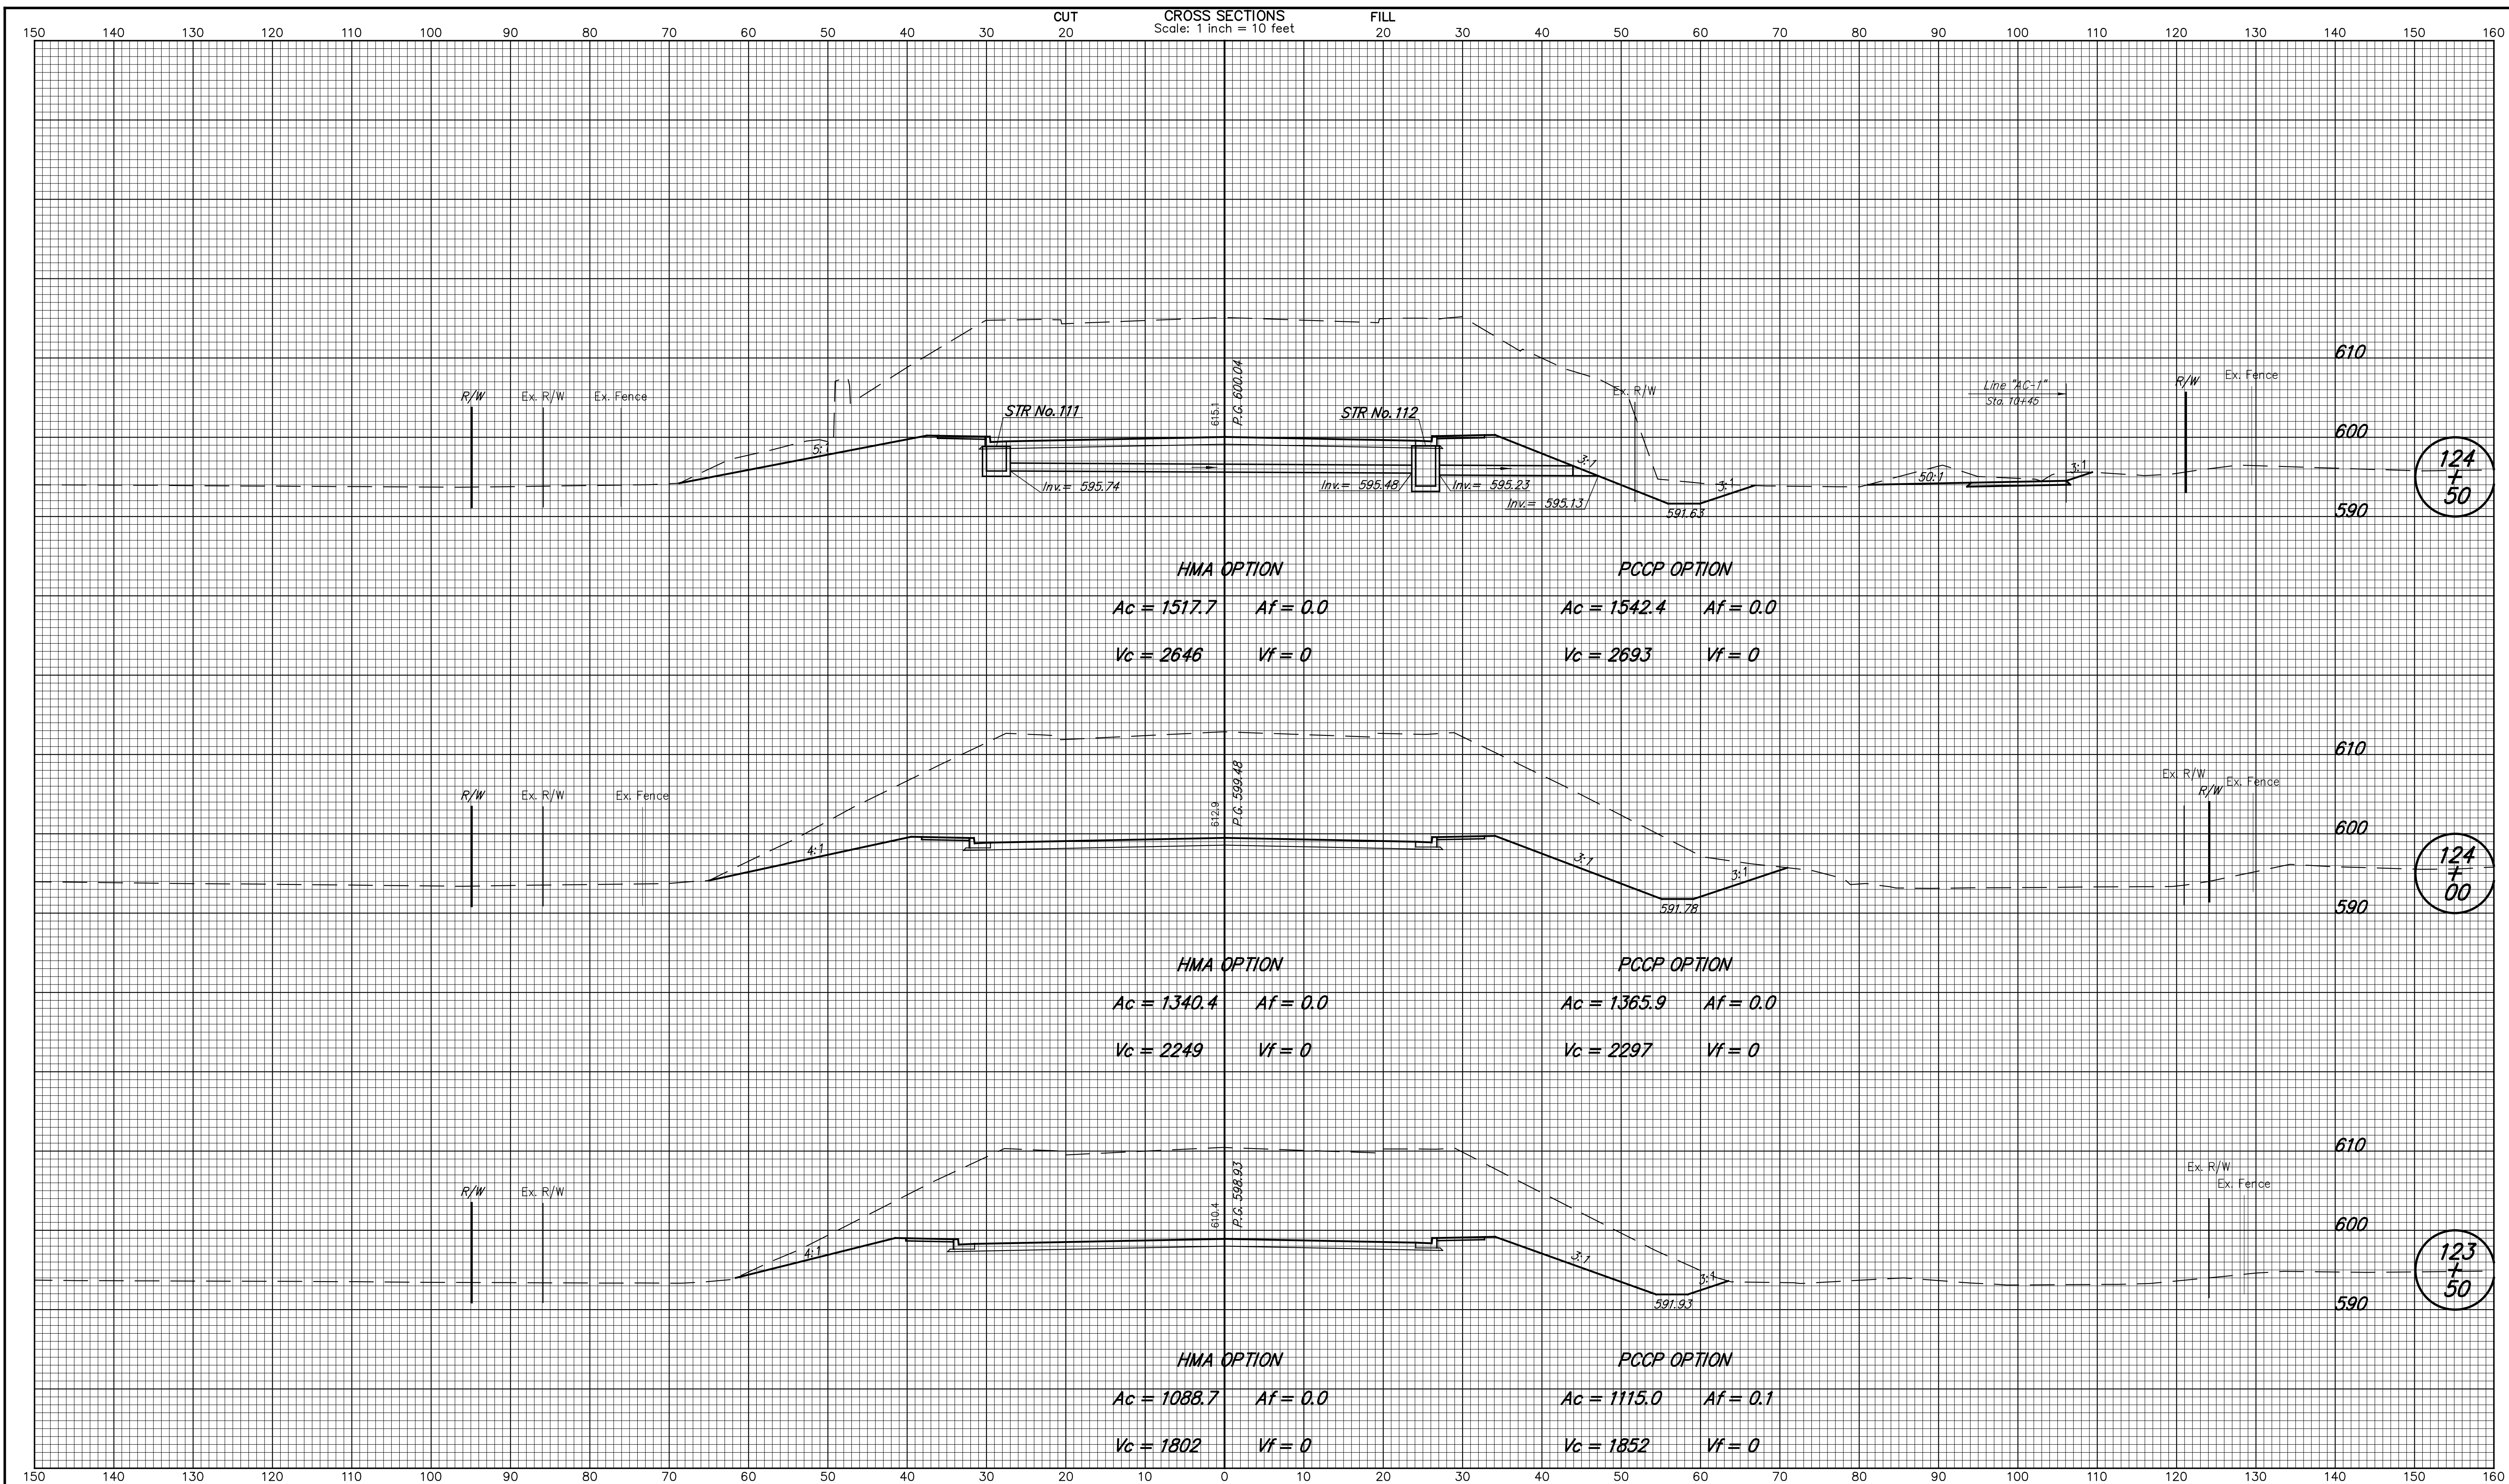 CUT CROSS SECTIONS FILL
Scale: 1 inch = 10 feet
150 140 130 120 110 100 90 80 70 60 50 40 30 20 20 30 40 50 60 70 80 90 100 110 120 130 140 150 160
610
615.1
P.G. 600.04
R/W Ex. R/W Ex. Fence
STR No. 111
STR No. 112
Ex. R/W
Line "AC-1"
Sta. 10+45
R/W
Ex. Fence
600
5:1
3:1
3:1
50:1
3:1
Inv.= 595.74
Inv.= 595.48
Inv.= 595.23
Inv.= 595.13
591.63
590
124
+
50
HMA OPTION PCCP OPTION
Ac = 1517.7 Af = 0.0 Ac = 1542.4 Af = 0.0
Vc = 2646 Vf = 0 Vc = 2693 Vf = 0
610
612.9
P.G. 599.48
R/W Ex. R/W Ex. Fence
Ex. R/W
R/W
Ex. Fence
600
4:1
3:1
3:1
591.78
590
124
+
00
HMA OPTION PCCP OPTION
Ac = 1340.4 Af = 0.0 Ac = 1365.9 Af = 0.0
Vc = 2249 Vf = 0 Vc = 2297 Vf = 0
610
610.4
P.G. 598.93
R/W Ex. R/W
Ex. R/W
Ex. Fence
600
4:1
3:1
3:1
591.93
590
123
+
50
HMA OPTION PCCP OPTION
Ac = 1088.7 Af = 0.0 Ac = 1115.0 Af = 0.1
Vc = 1802 Vf = 0 Vc = 1852 Vf = 0
150 140 130 120 110 100 90 80 70 60 50 40 30 20 10 0 10 20 30 40 50 60 70 80 90 100 110 120 130 140 150 160